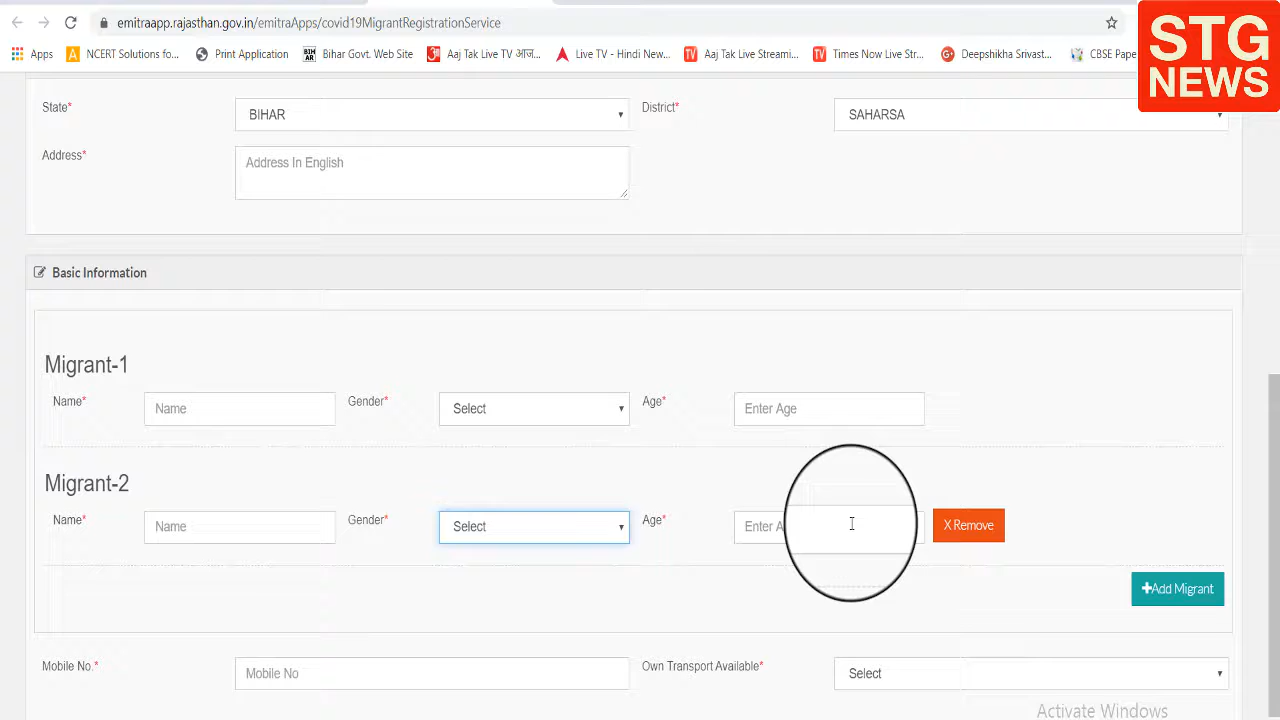 emitraapp.rajasthan.gov.in/emitraApps/covid19MigrantRegistrationService
STG
NEWS
Apps NCERT Solutions fo... Print Application Bihar Govt. Web Site Aaj Tak Live TV आज... Live TV - Hindi New... Aaj Tak Live Streami... Times Now Live Str... Deepshikha Srivast... CBSE Pape
State* BIHAR District* SAHARSA
Address* Address In English
Basic Information
Migrant-1
Name* Name Gender* Select Age* Enter Age
Migrant-2
Name* Name Gender* Select Age* Enter A X Remove
+Add Migrant
Mobile No.* Mobile No Own Transport Available* Select
Activate Windows